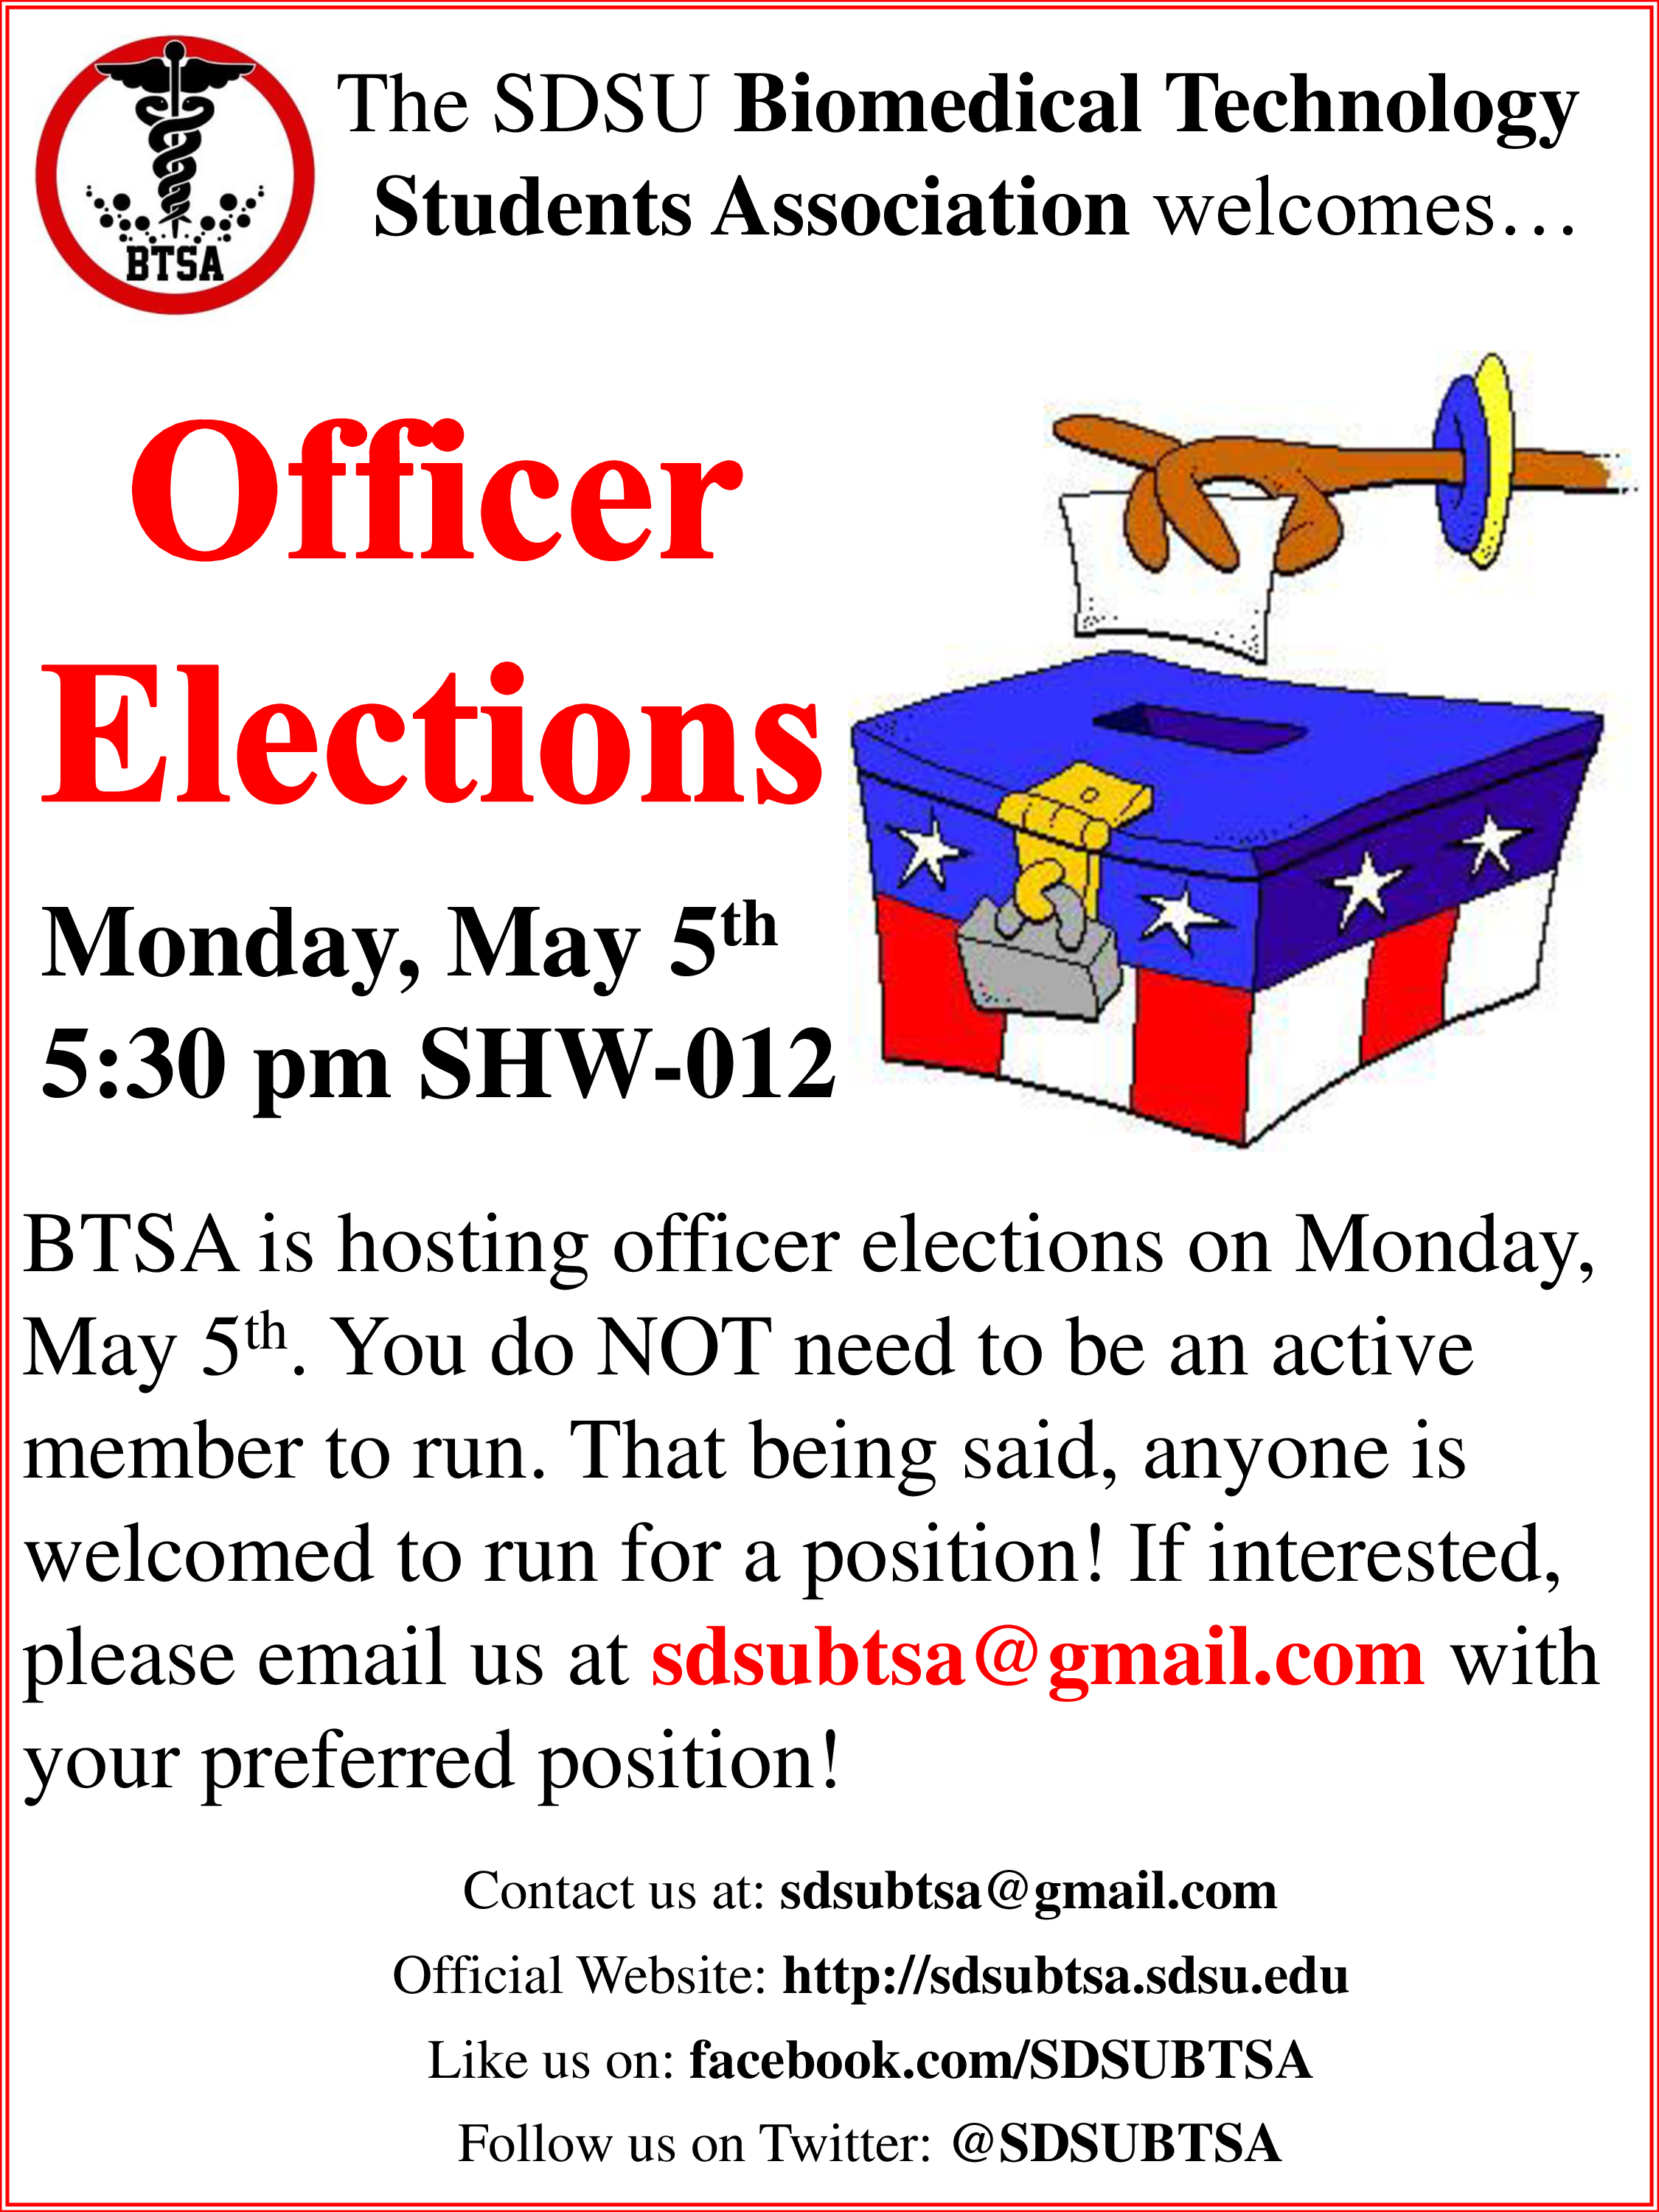 BTSA
The SDSU Biomedical Technology
Students Association welcomes…
Officer
Elections
Monday, May 5th
5:30 pm SHW-012
BTSA is hosting officer elections on Monday,
May 5th. You do NOT need to be an active
member to run. That being said, anyone is
welcomed to run for a position! If interested,
please email us at sdsubtsa@gmail.com with
your preferred position!
Contact us at: sdsubtsa@gmail.com
Official Website: http://sdsubtsa.sdsu.edu
Like us on: facebook.com/SDSUBTSA
Follow us on Twitter: @SDSUBTSA